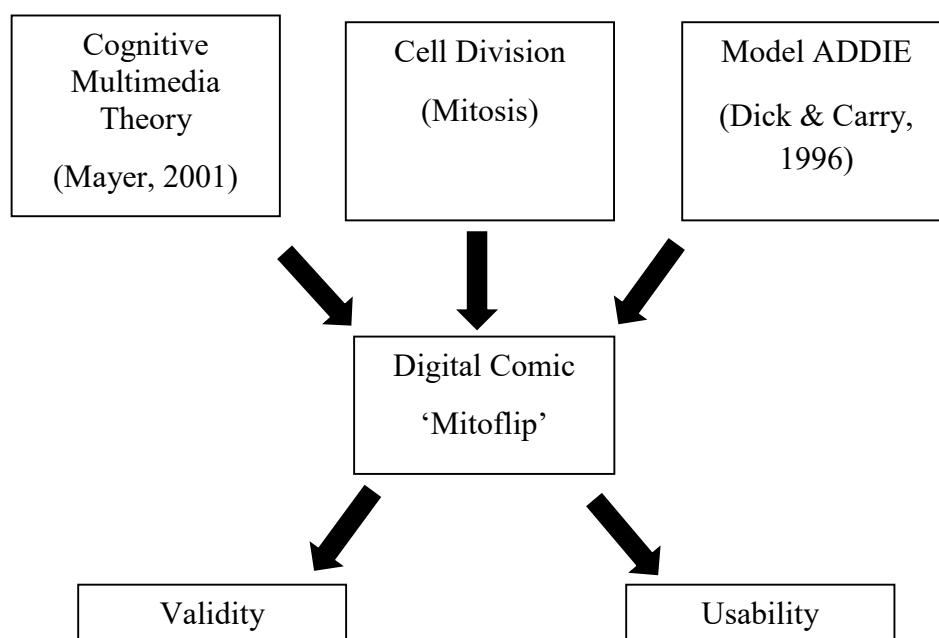 Cognitive
Multimedia
Theory
(Mayer, 2001)
Cell Division
(Mitosis)
Model ADDIE
(Dick & Carry,
1996)
Digital Comic
‘Mitoflip’
Validity
Usability